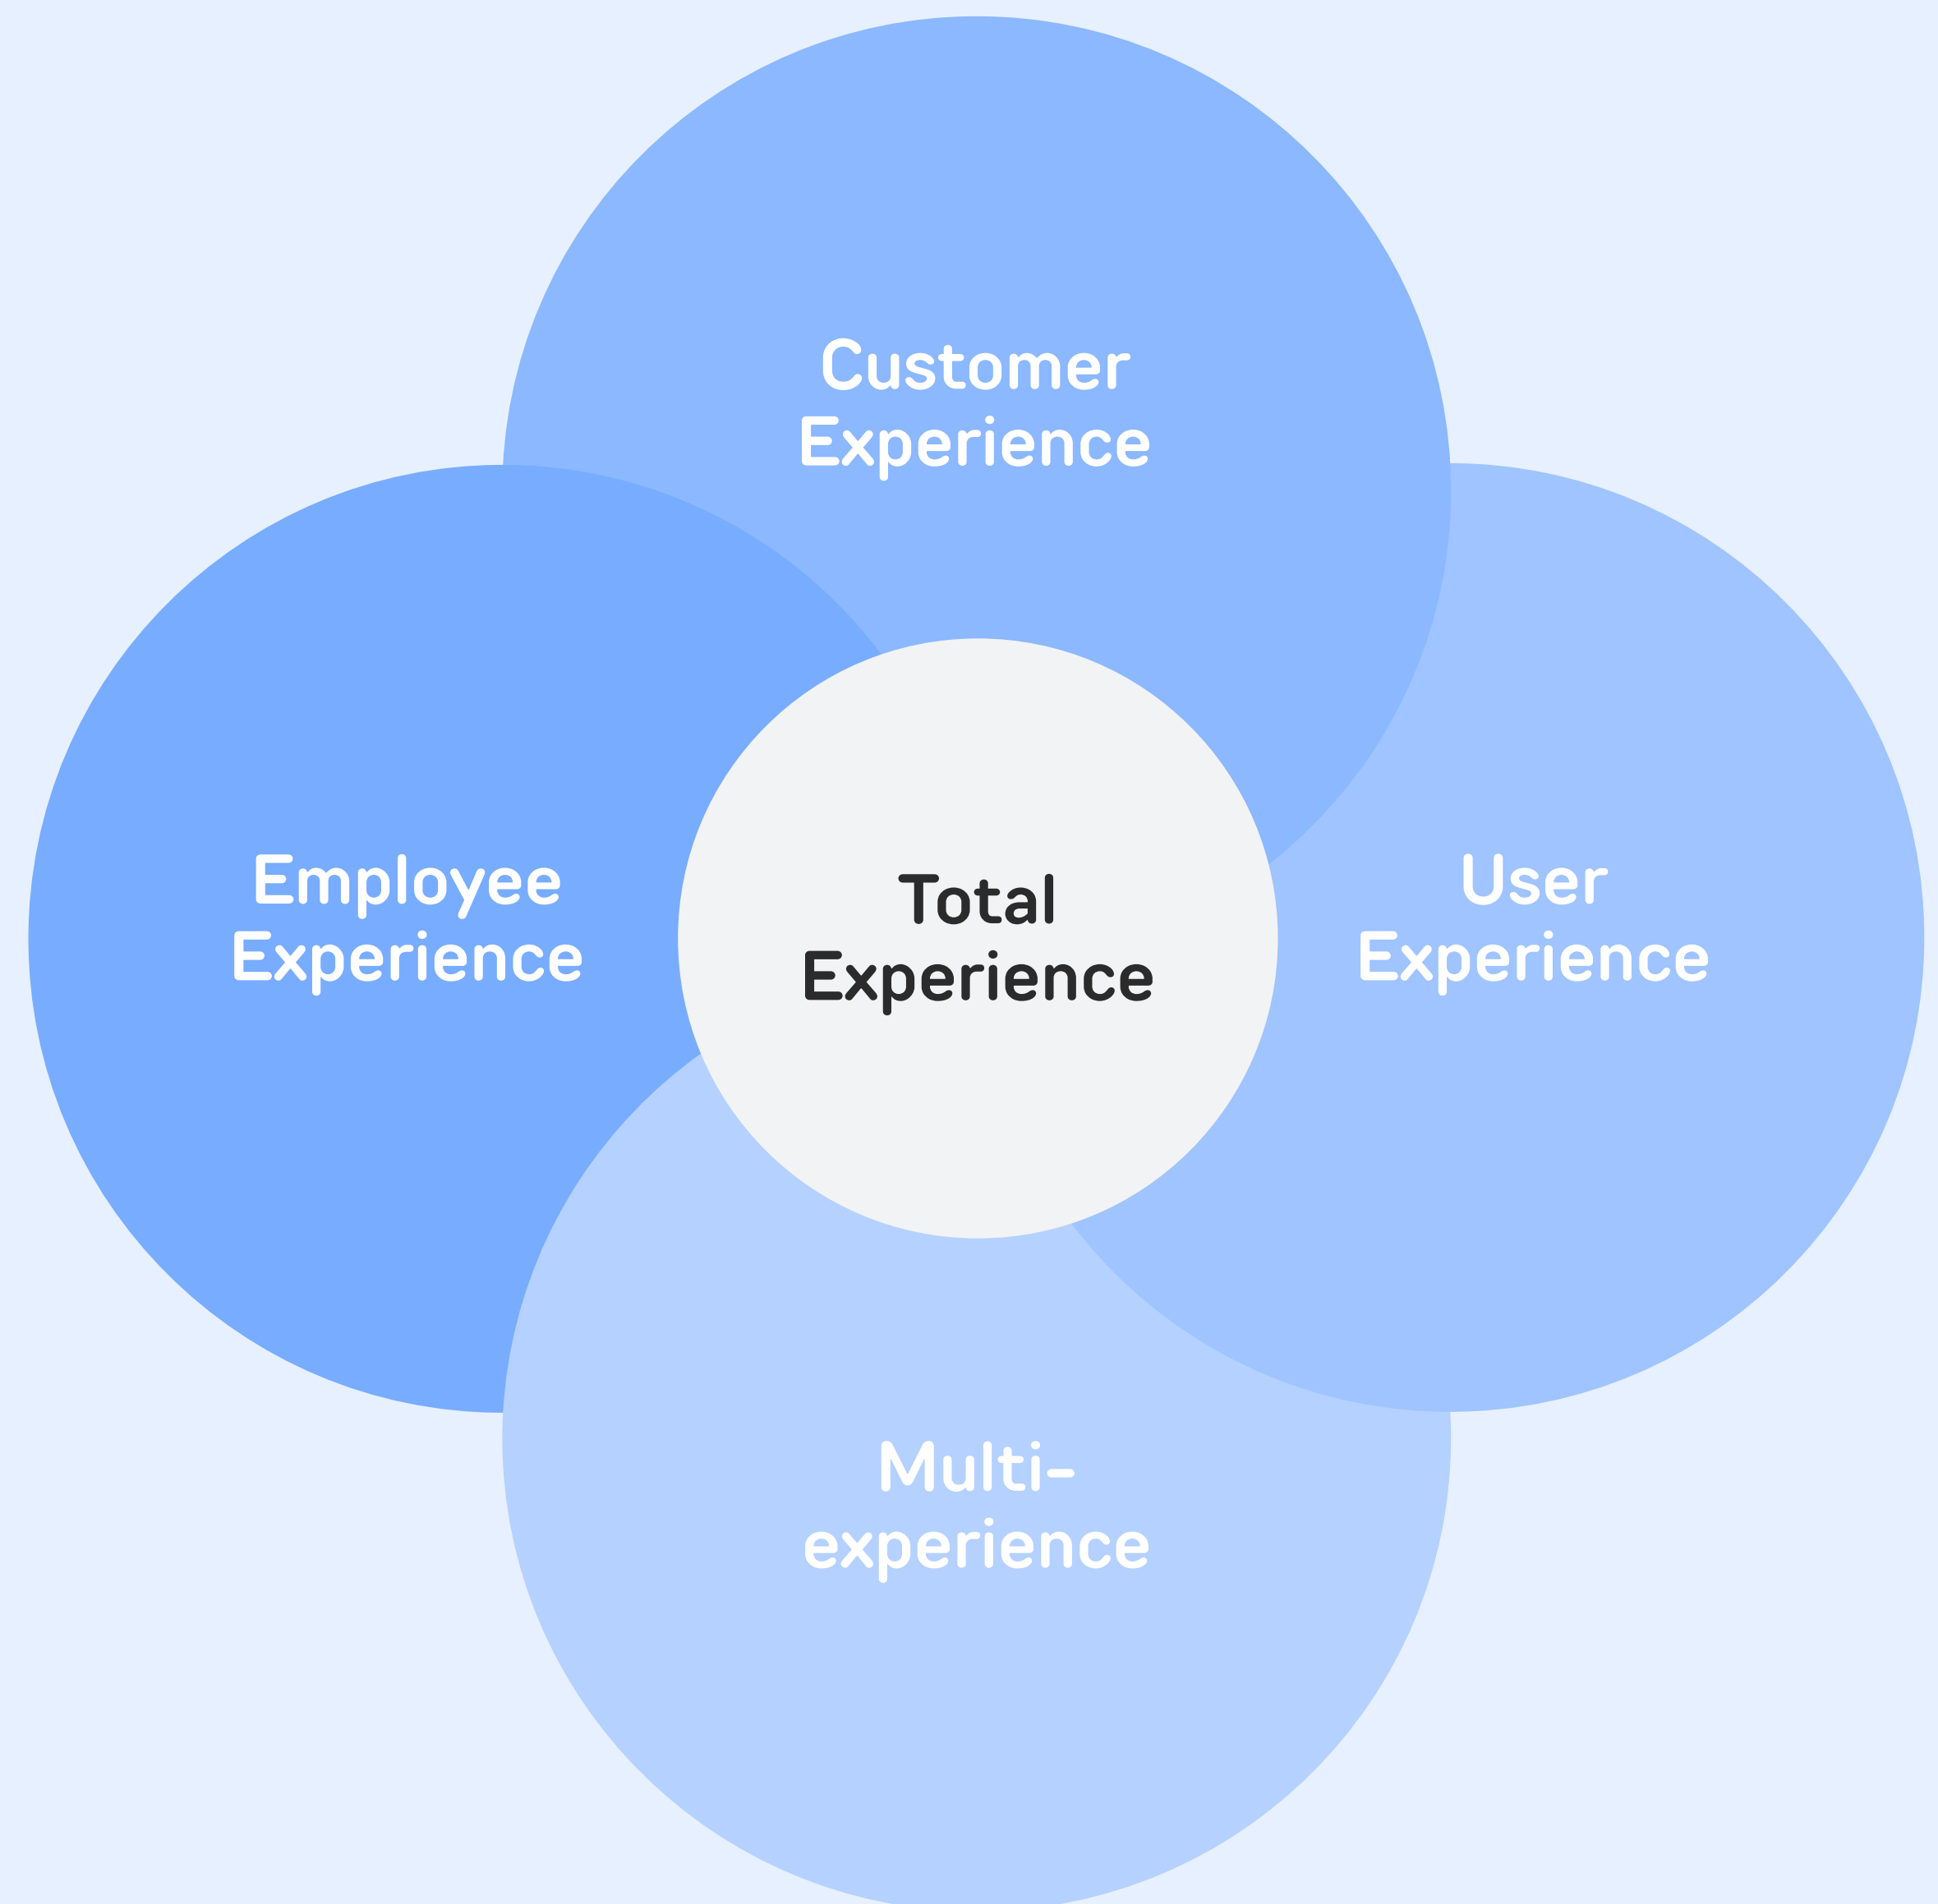 Customer
Experience
Employee
Experience
Total
Experience
User
Experience
Multi-
experience